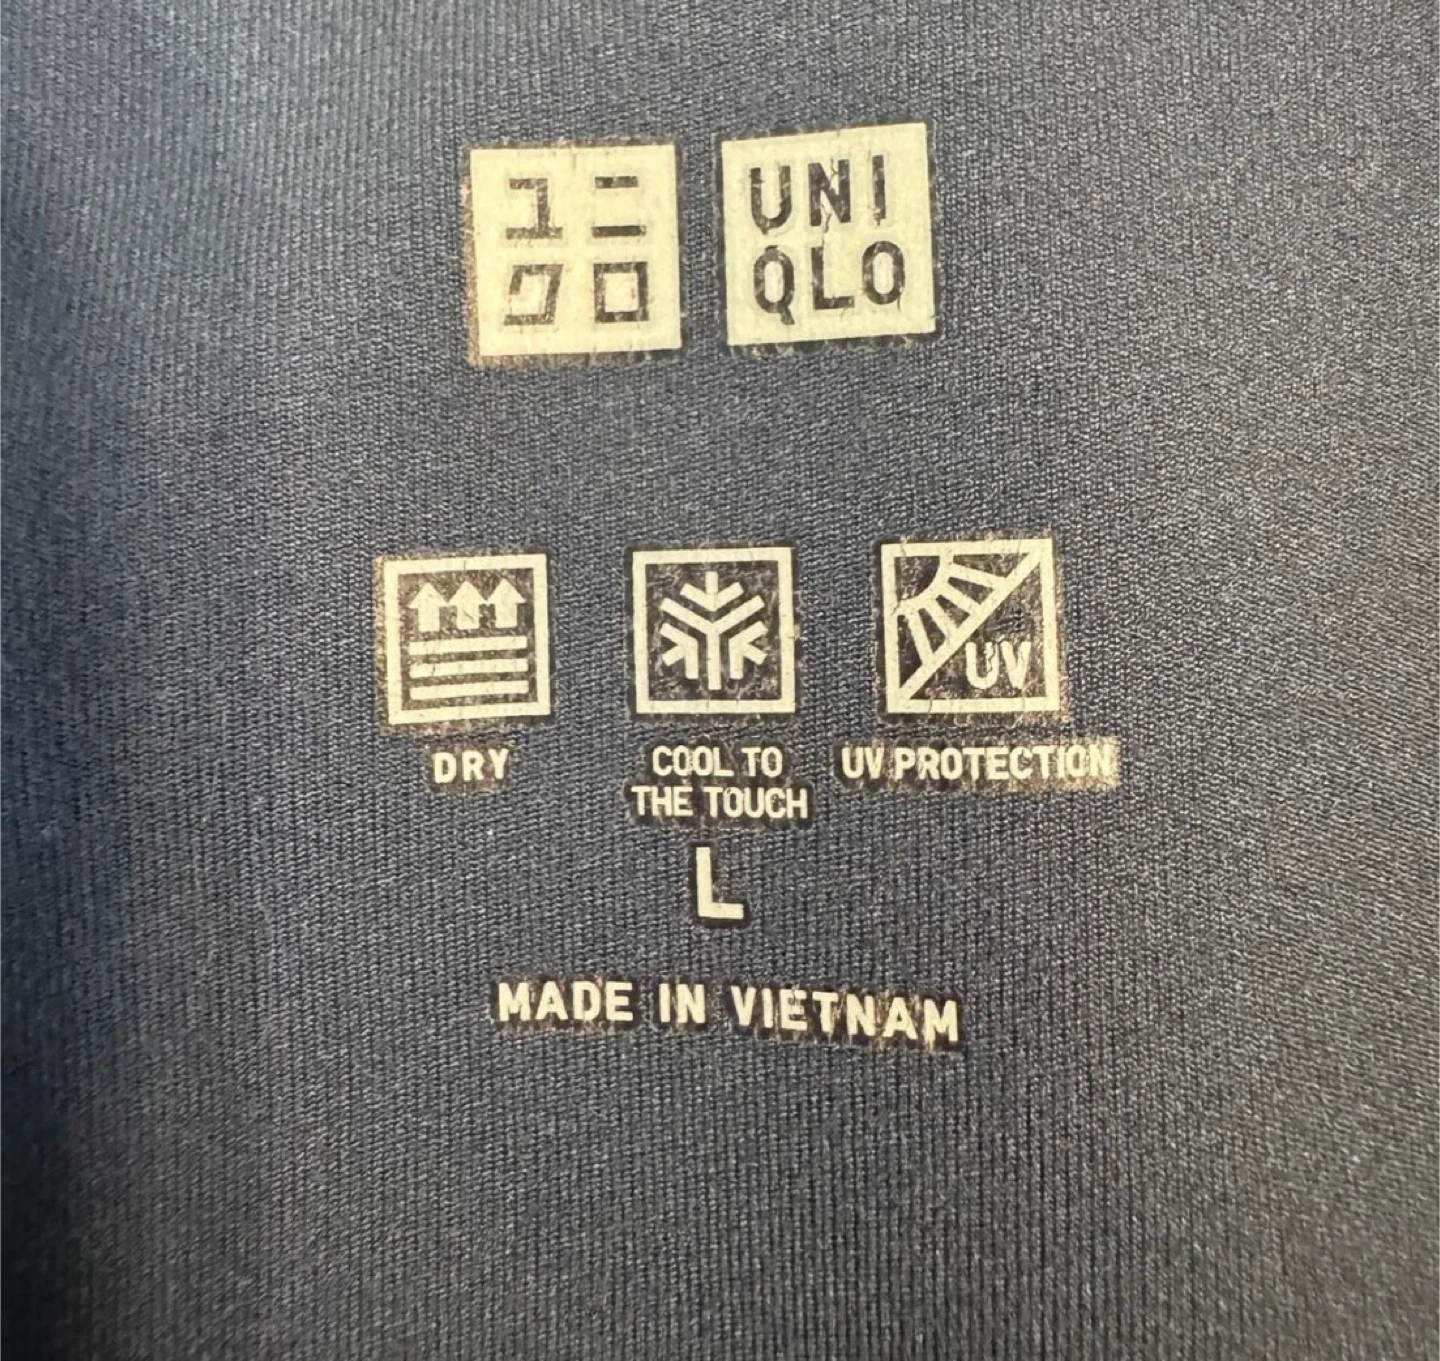 ユニ
クロ
UNI
QLO
UV
DRY
COOL TO
THE TOUCH
UV PROTECTION
L
MADE IN VIETNAM